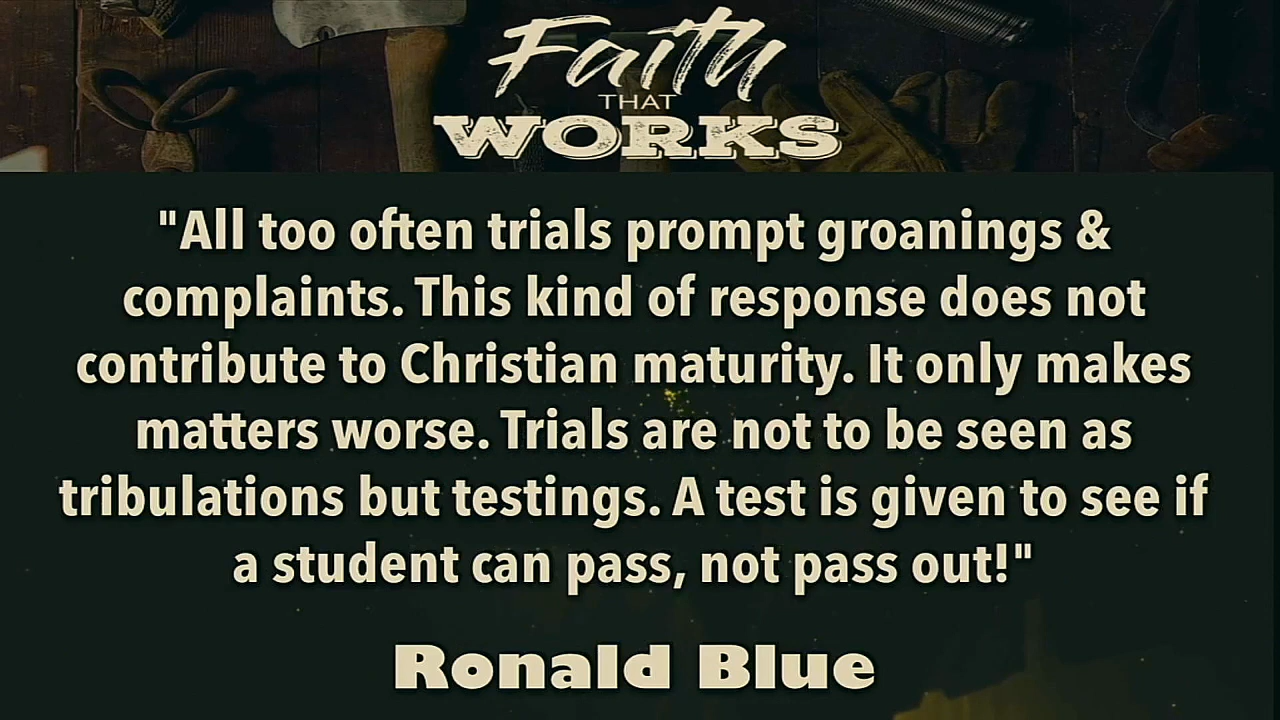 Faith
THAT
WORKS
"All too often trials prompt groanings &
complaints. This kind of response does not
contribute to Christian maturity. It only makes
matters worse. Trials are not to be seen as
tribulations but testings. A test is given to see if
a student can pass, not pass out!"
Ronald Blue